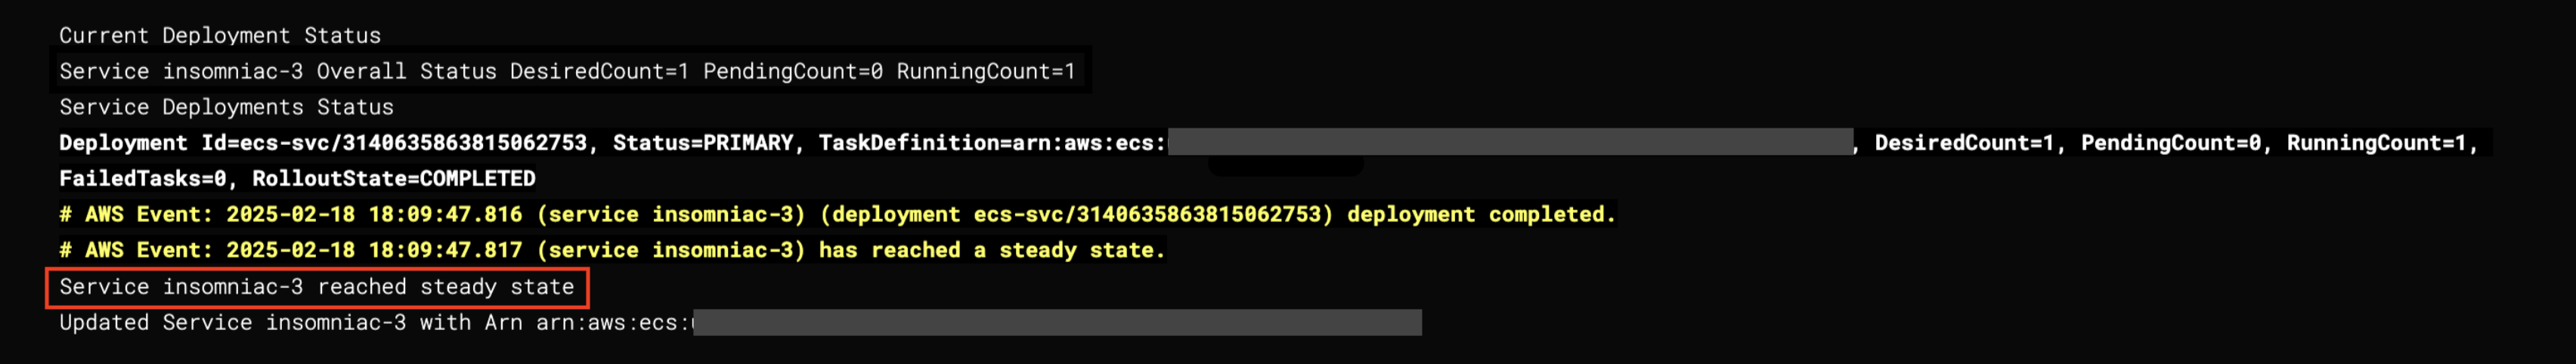 Current Deployment Status
Service insomniac-3 Overall Status DesiredCount=1 PendingCount=0 RunningCount=1
Service Deployments Status
Deployment Id=ecs-svc/3140635863815062753, Status=PRIMARY, TaskDefinition=arn:aws:ecs: , DesiredCount=1, PendingCount=0, RunningCount=1,
FailedTasks=0, RolloutState=COMPLETED
# AWS Event: 2025-02-18 18:09:47.816 (service insomniac-3) (deployment ecs-svc/3140635863815062753) deployment completed.
# AWS Event: 2025-02-18 18:09:47.817 (service insomniac-3) has reached a steady state.
Service insomniac-3 reached steady state
Updated Service insomniac-3 with Arn arn:aws:ecs: